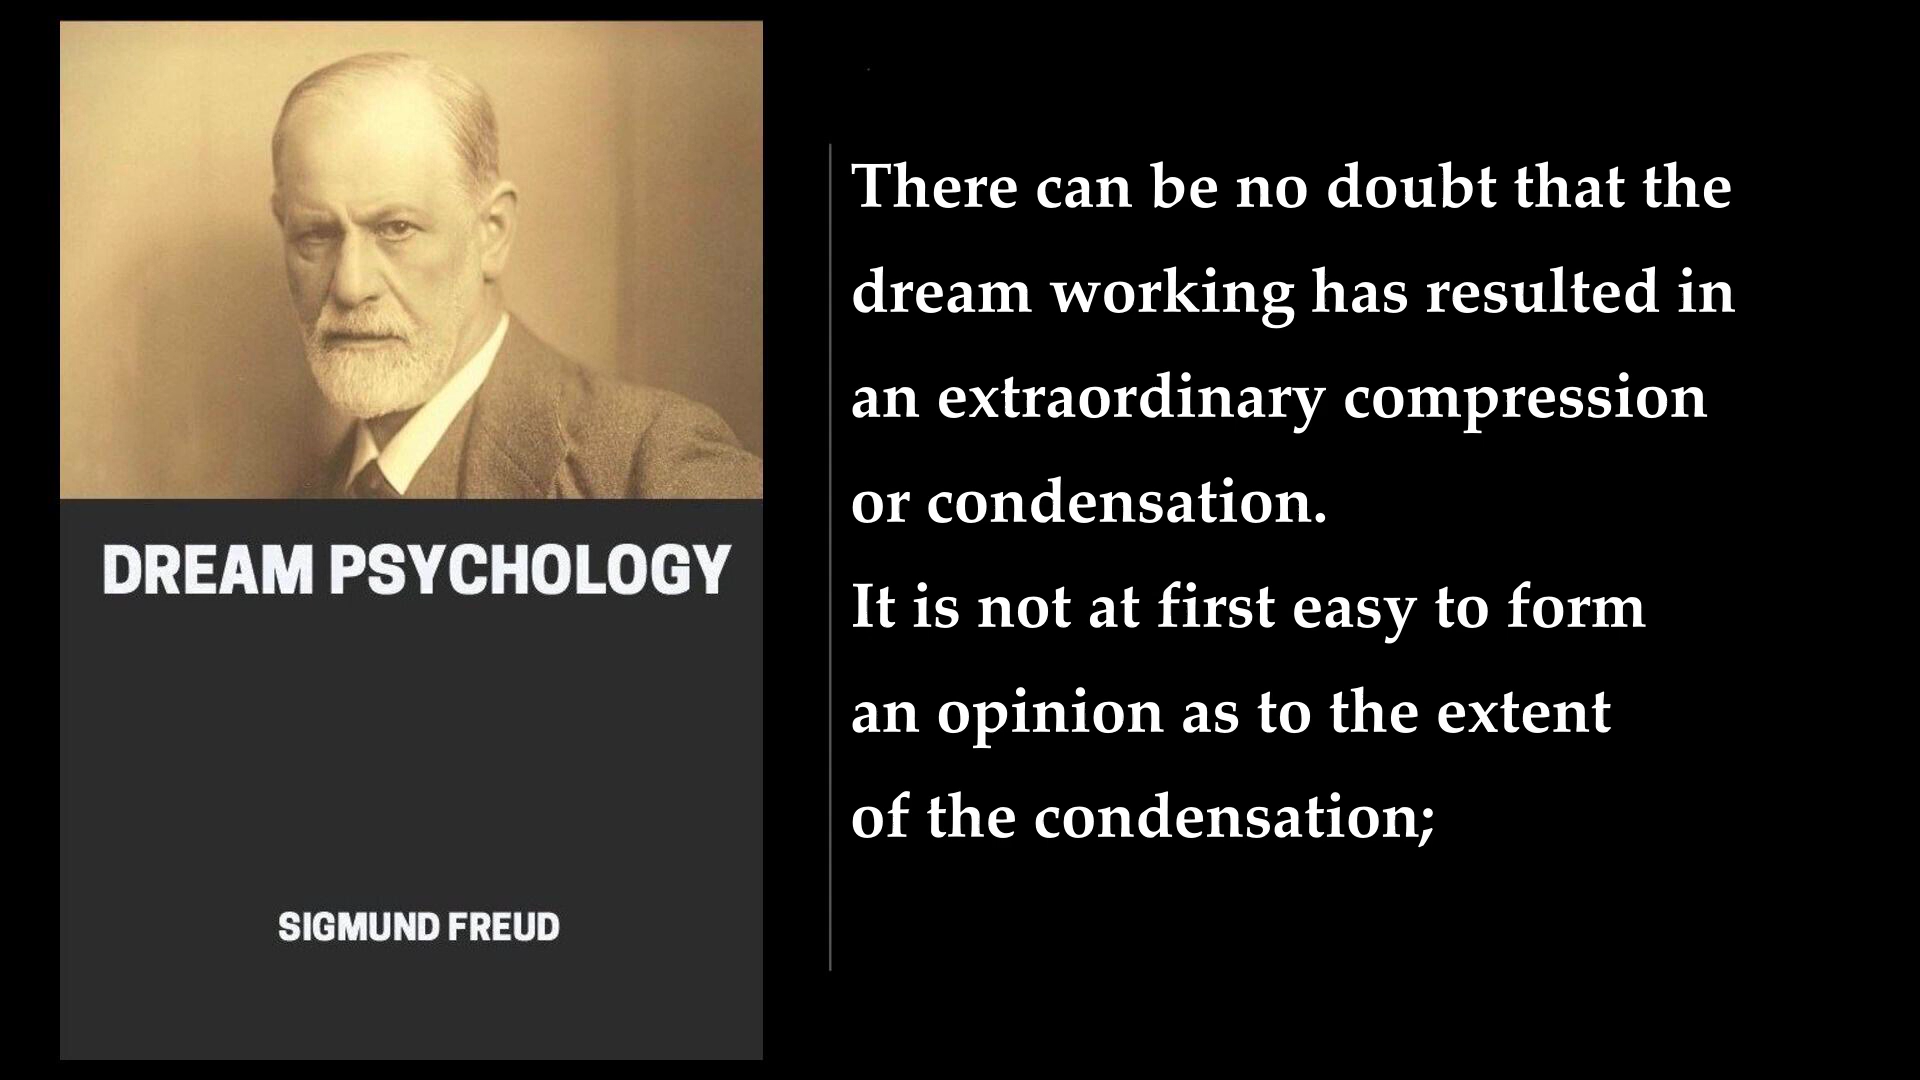 DREAM PSYCHOLOGY
SIGMUND FREUD
There can be no doubt that the
dream working has resulted in
an extraordinary compression
or condensation.
It is not at first easy to form
an opinion as to the extent
of the condensation;